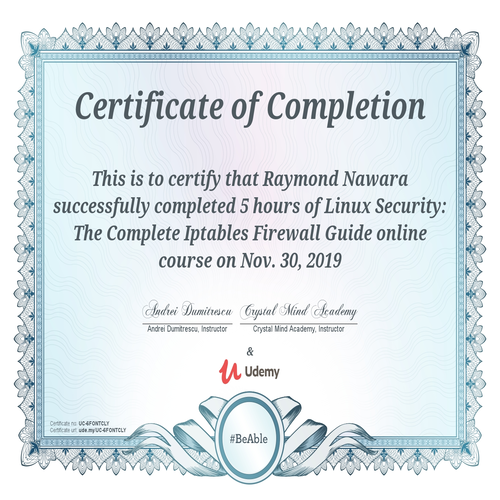 Certificate of Completion
This is to certify that Raymond Nawara
successfully completed 5 hours of Linux Security:
The Complete Iptables Firewall Guide online
course on Nov. 30, 2019
Andrei Dumitrescu Crystal Mind Academy
Andrei Dumitrescu, Instructor Crystal Mind Academy, Instructor
&
Udemy
#BeAble
Certificate no: UC-6FONTCLY
Certificate url: ude.my/UC-6FONTCLY